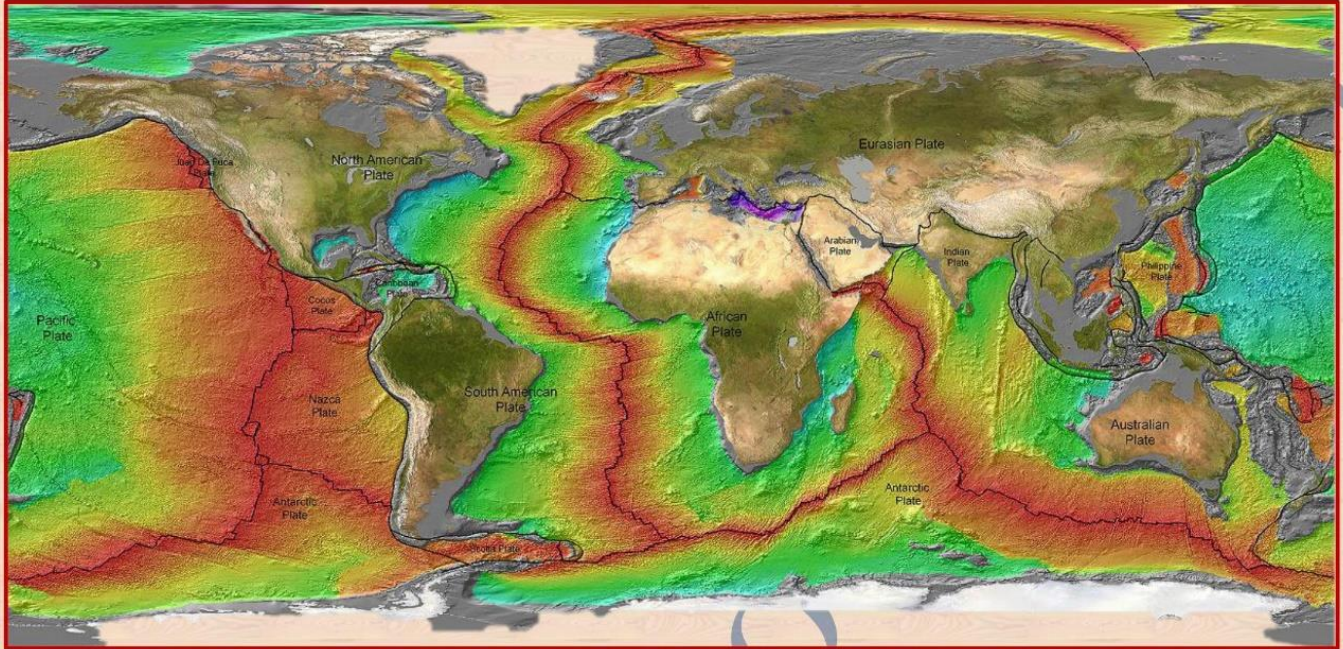 Juan De Fuca
Plate
North American
Plate
Eurasian Plate
Arabian
Plate
Indian
Plate
Philippine
Plate
Cocos
Plate
Caribbean
Plate
Pacific
Plate
African
Plate
Nazca
Plate
South American
Plate
Australian
Plate
Antarctic
Plate
Antarctic
Plate
Scotia Plate